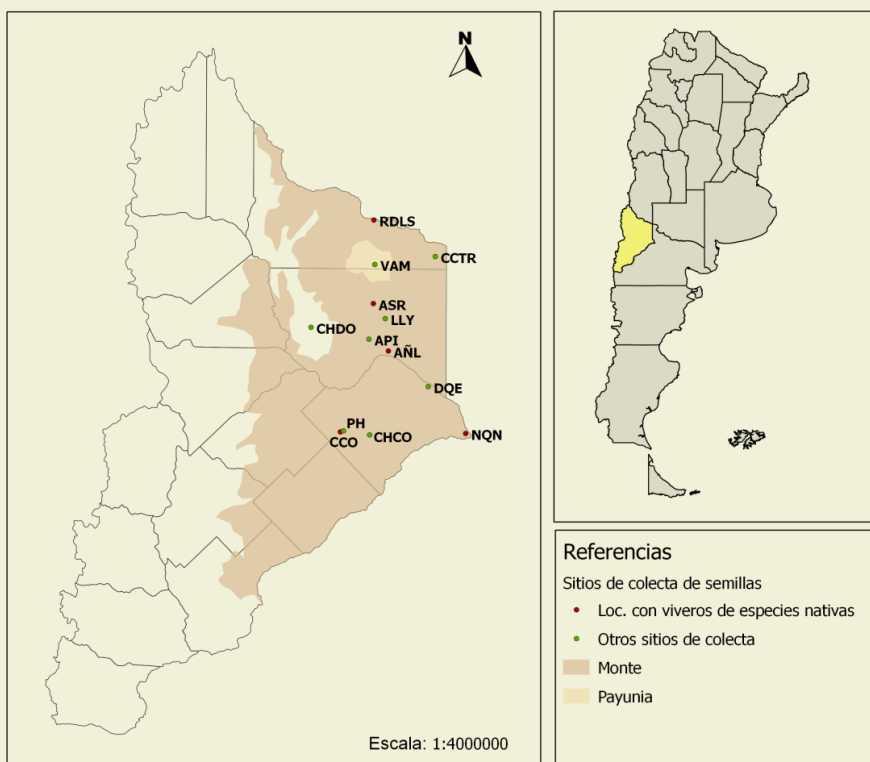 N
RDLS
CCTR
VAM
ASR
LLY
CHDO
API
AÑL
DQE
PH
CCO
CHCO
NQN
Escala: 1:4000000
Referencias
Sitios de colecta de semillas
Loc. con viveros de especies nativas
Otros sitios de colecta
Monte
Payunia